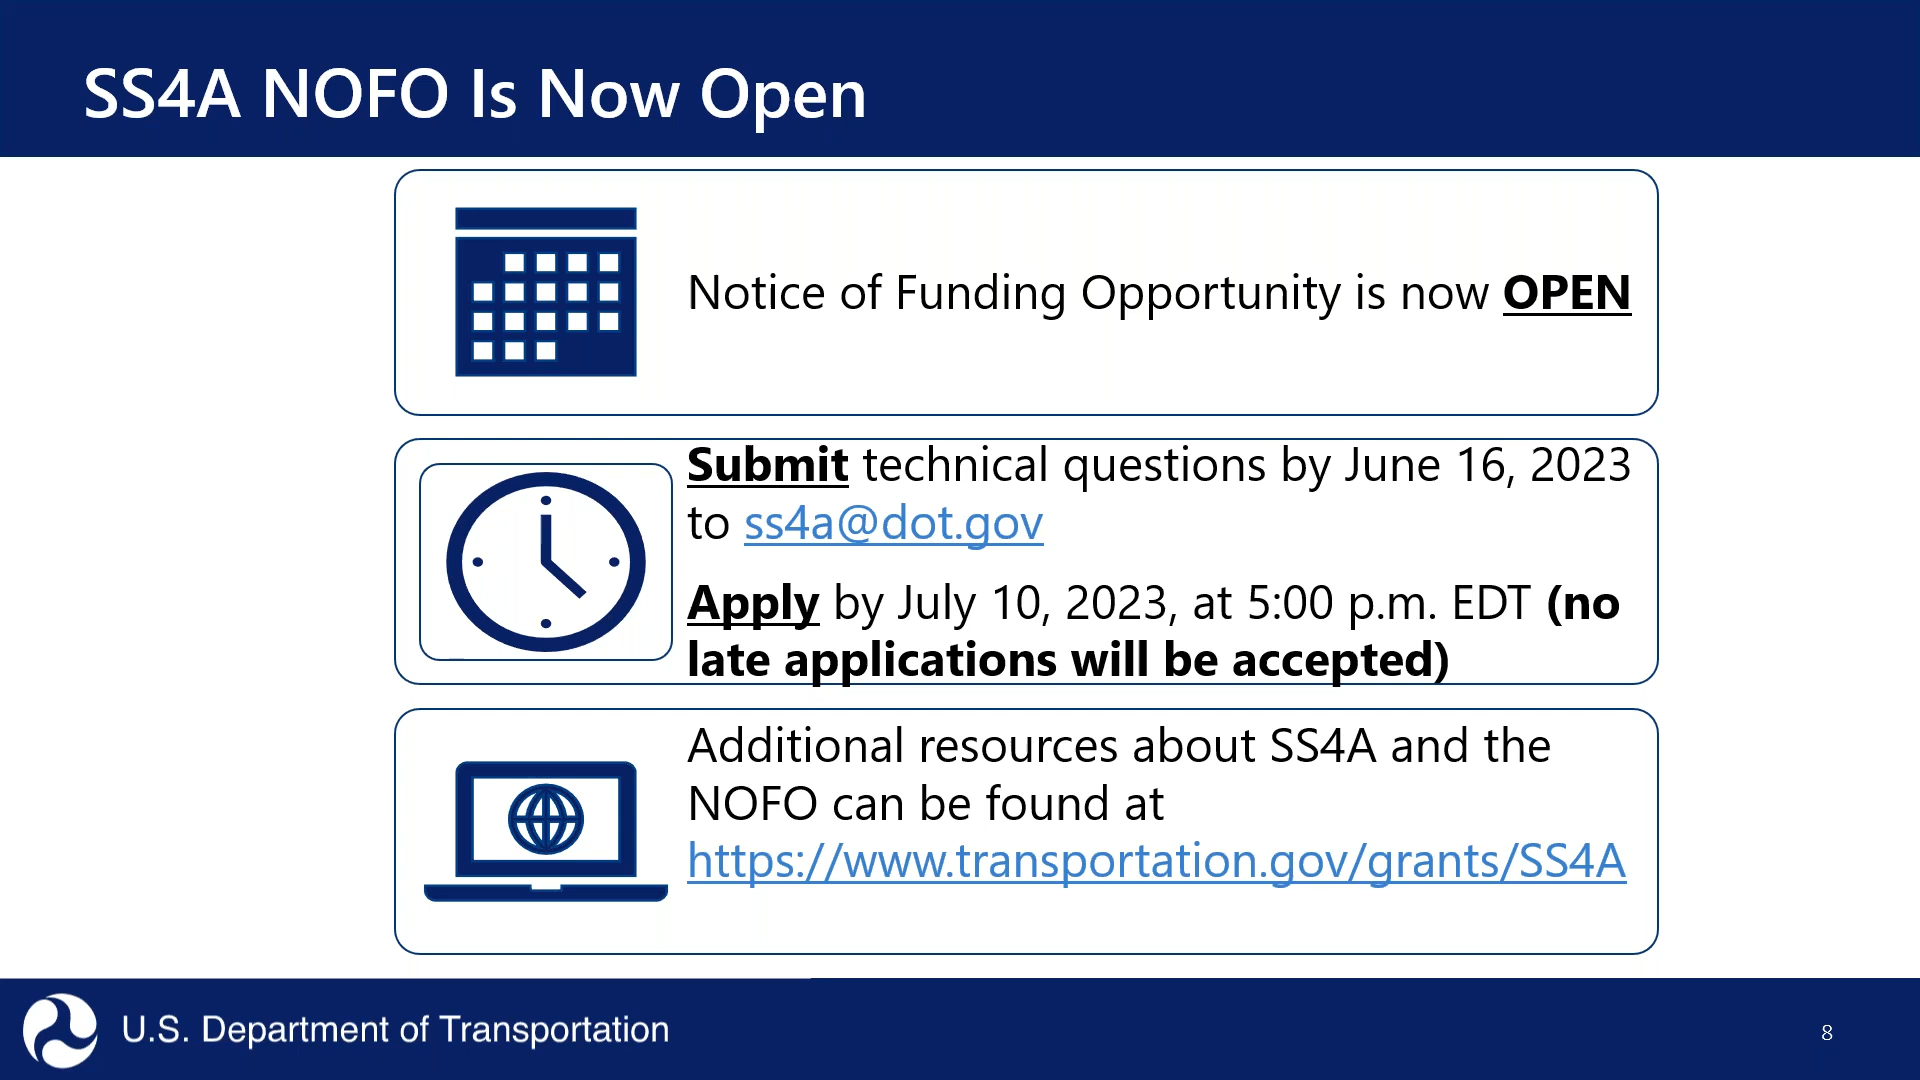 SS4A NOFO Is Now Open
Notice of Funding Opportunity is now OPEN
Submit technical questions by June 16, 2023
to ss4a@dot.gov
Apply by July 10, 2023, at 5:00 p.m. EDT (no
late applications will be accepted)
Additional resources about SS4A and the
NOFO can be found at
https://www.transportation.gov/grants/SS4A
U.S. Department of Transportation
8